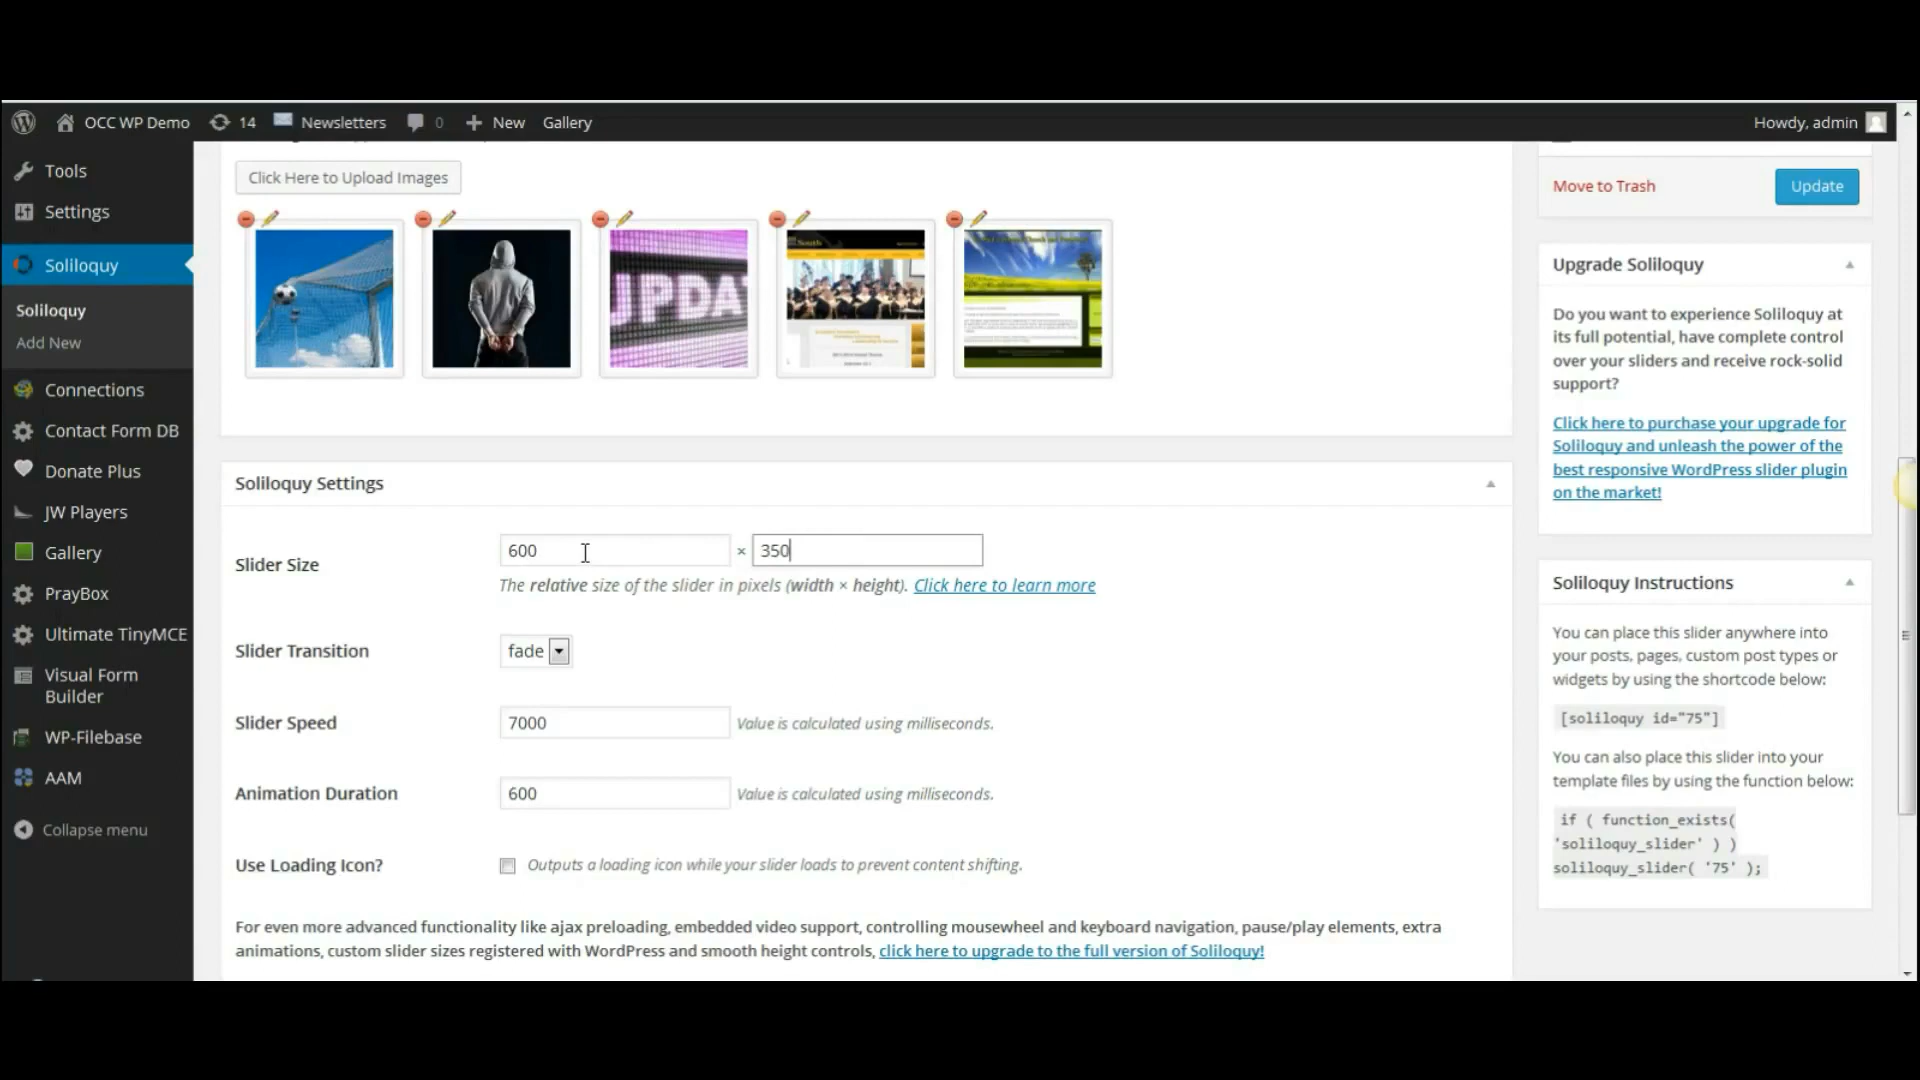 OCC WP Demo 14 Newsletters 0 New Gallery Howdy, admin
Tools
Settings
Soliloquy
Soliloquy
Add New
Connections
Contact Form DB
Donate Plus
JW Players
Gallery
PrayBox
Ultimate TinyMCE
Visual Form
Builder
WP-Filebase
AAM
Collapse menu
Click Here to Upload Images
South
UPDA
Soliloquy Settings
Slider Size 600 × 350
The relative size of the slider in pixels (width × height). Click here to learn more
Slider Transition fade
Slider Speed 7000 Value is calculated using milliseconds.
Animation Duration 600 Value is calculated using milliseconds.
Use Loading Icon? Outputs a loading icon while your slider loads to prevent content shifting.
For even more advanced functionality like ajax preloading, embedded video support, controlling mousewheel and keyboard navigation, pause/play elements, extra
animations, custom slider sizes registered with WordPress and smooth height controls, click here to upgrade to the full version of Soliloquy!
Move to Trash Update
Upgrade Soliloquy
Do you want to experience Soliloquy at
its full potential, have complete control
over your sliders and receive rock-solid
support?
Click here to purchase your upgrade for
Soliloquy and unleash the power of the
best responsive WordPress slider plugin
on the market!
Soliloquy Instructions
You can place this slider anywhere into
your posts, pages, custom post types or
widgets by using the shortcode below:
[soliloquy id="75"]
You can also place this slider into your
template files by using the function below:
if ( function_exists(
'soliloquy_slider' ) )
soliloquy_slider( '75' );